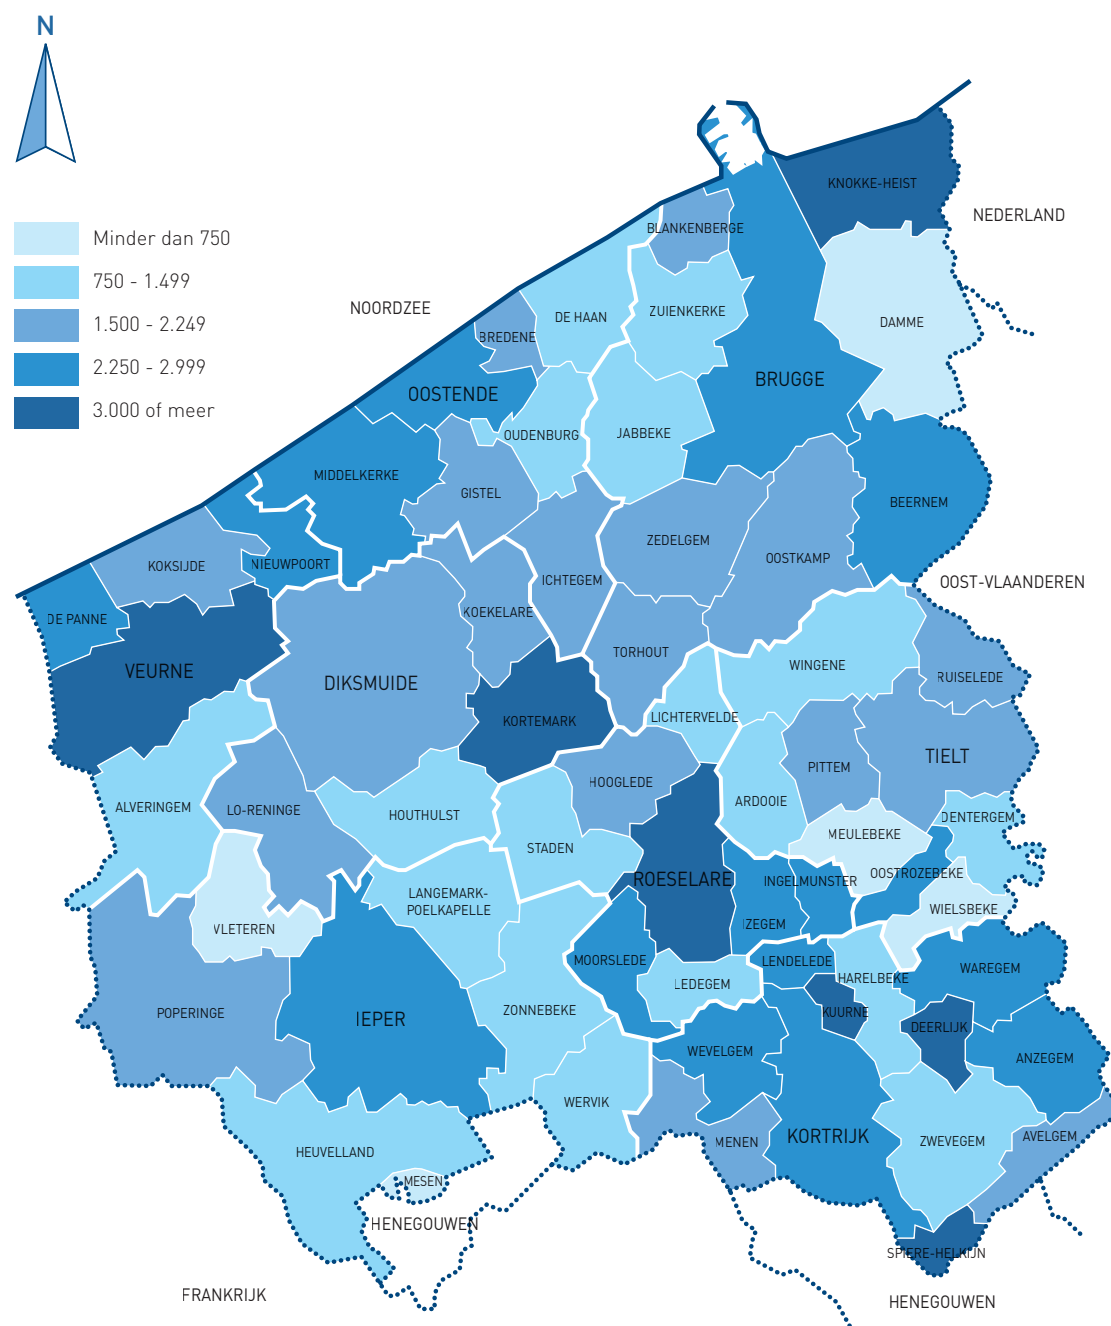 N
KNOKKE-HEIST
NEDERLAND
BLANKENBERGE
Minder dan 750
750 - 1.499
1.500 - 2.249
2.250 - 2.999
3.000 of meer
NOORDZEE
DE HAAN
ZUIENKERKE
DAMME
BREDENE
BRUGGE
OOSTENDE
OUDENBURG
JABBEKE
MIDDELKERKE
GISTEL
BEERNEM
ZEDELGEM
OOSTKAMP
KOKSIJDE
NIEUWPOORT
ICHTEGEM
OOST-VLAANDEREN
DE PANNE
KOEKELARE
TORHOUT
VEURNE
WINGENE
DIKSMUIDE
RUISELEDE
KORTEMARK
LICHTERVELDE
TIELT
PITTEM
HOOGLEDE
ARDOOIE
ALVERINGEM
LO-RENINGE
HOUTHULST
DENTERGEM
MEULEBEKE
STADEN
OOSTROZEBEKE
ROESELARE
INGELMUNSTER
LANGEMARK-
POELKAPELLE
WIELSBEKE
VLETEREN
IZEGEM
MOORSLEDE
LENDELEDE
WAREGEM
HARELBEKE
LEDEGEM
POPERINGE
IEPER
ZONNEBEKE
KUURNE
DEERLIJK
WEVELGEM
ANZEGEM
WERVIK
MENEN
KORTRIJK
ZWEVEGEM
AVELGEM
HEUVELLAND
MESEN
HENEGOUWEN
SPIERE-HELKIJN
FRANKRIJK
HENEGOUWEN